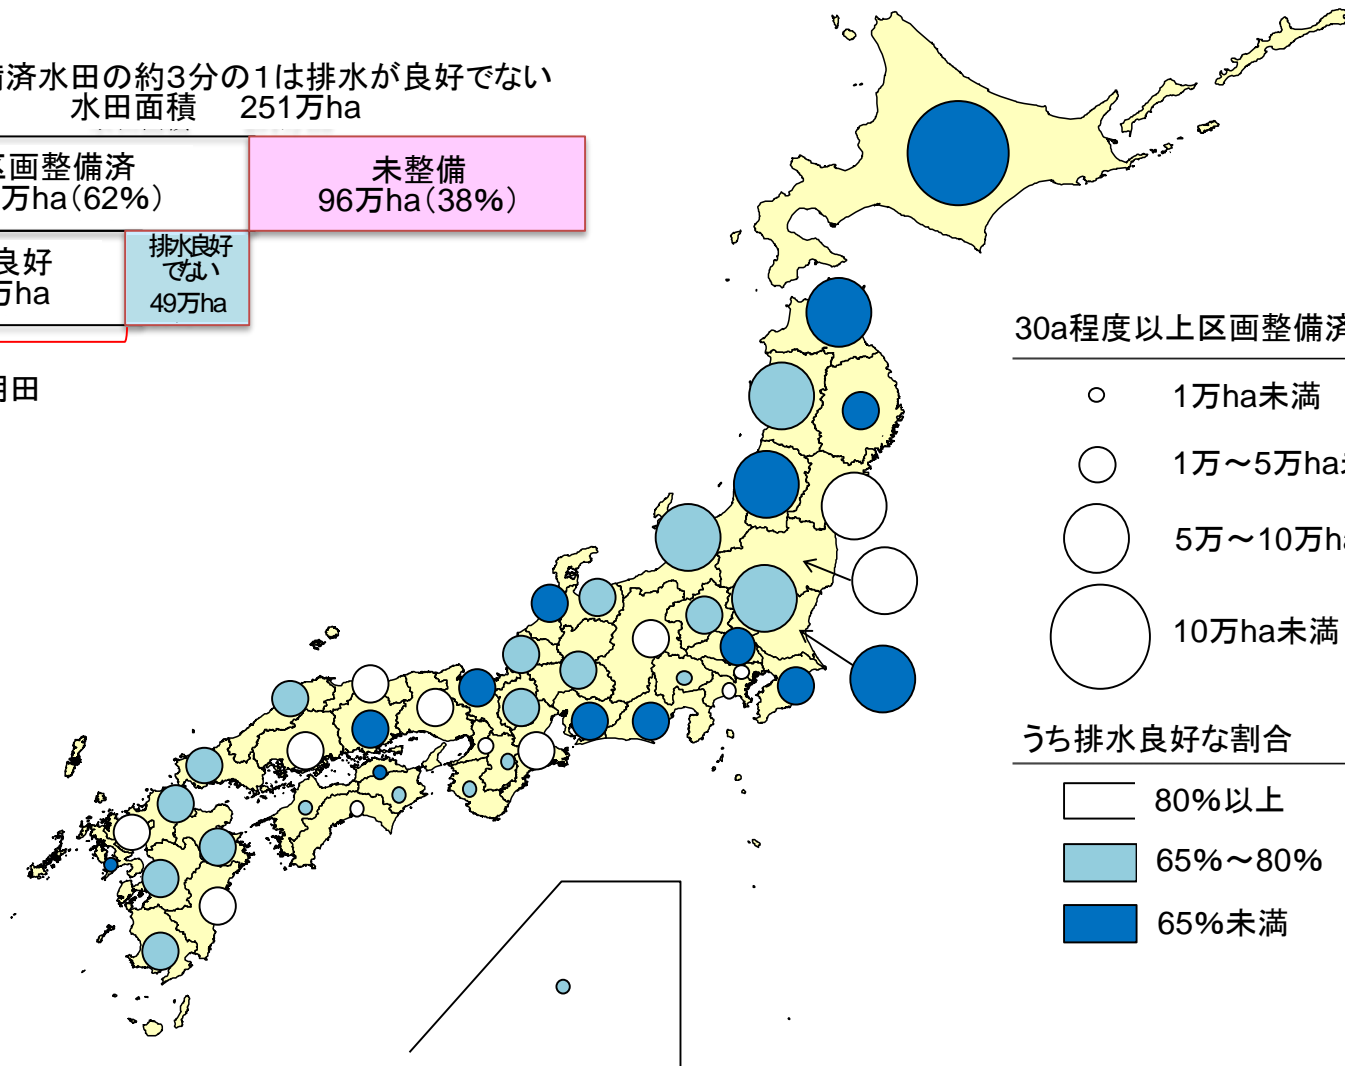 済水田の約3分の1は排水が良好でない
水田面積 251万ha
区画整備済
万ha(62%)
未整備
96万ha(38%)
良好
万ha
排水良好
でない
49万ha
用田
30a程度以上区画整備済
1万ha未満
1万～5万ha
5万～10万ha
10万ha未満
うち排水良好な割合
80%以上
65%～80%
65%未満